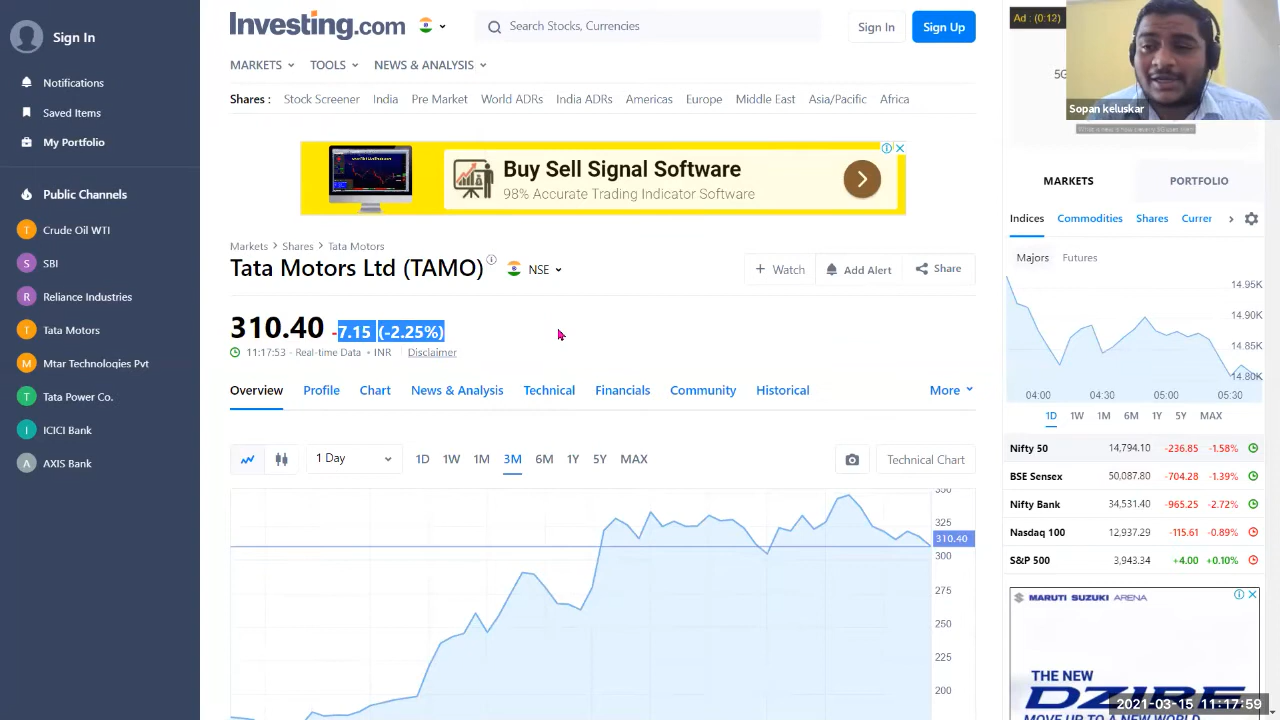 Sign In
Notifications
Saved Items
My Portfolio
Public Channels
T Crude Oil WTI
S SBI
R Reliance Industries
T Tata Motors
M Mtar Technologies Pvt
T Tata Power Co.
I ICICI Bank
A AXIS Bank
Investing.com
Search Stocks, Currencies
Sign In
Sign Up
MARKETS
TOOLS
NEWS & ANALYSIS
Shares : Stock Screener India Pre Market World ADRs India ADRs Americas Europe Middle East Asia/Pacific Africa
Buy Sell Signal Software
98% Accurate Trading Indicator Software
Markets > Shares > Tata Motors
Tata Motors Ltd (TAMO)
NSE
+ Watch
Add Alert
Share
310.40 -7.15 (-2.25%)
11:17:53 - Real-time Data • INR
Disclaimer
Overview Profile Chart News & Analysis Technical Financials Community Historical More
1 Day
1D 1W 1M 3M 6M 1Y 5Y MAX
Technical Chart
350
325
310.40
300
275
250
225
200
Ad : (0:12)
5G
Sopan keluskar
MARKETS
PORTFOLIO
Indices Commodities Shares Curren
Majors Futures
14.95K
14.90K
14.85K
14.80K
04:00 04:30 05:00 05:30
1D 1W 1M 6M 1Y 5Y MAX
Nifty 50 14,794.10 -236.85 -1.58%
BSE Sensex 50,087.80 -704.28 -1.39%
Nifty Bank 34,531.40 -965.25 -2.72%
Nasdaq 100 12,937.29 -115.61 -0.89%
S&P 500 3,943.34 +4.00 +0.10%
MARUTI SUZUKI ARENA
THE NEW
DZIRE
MOVE UP TO A NEW WORLD
2021-03-15 11:17:59